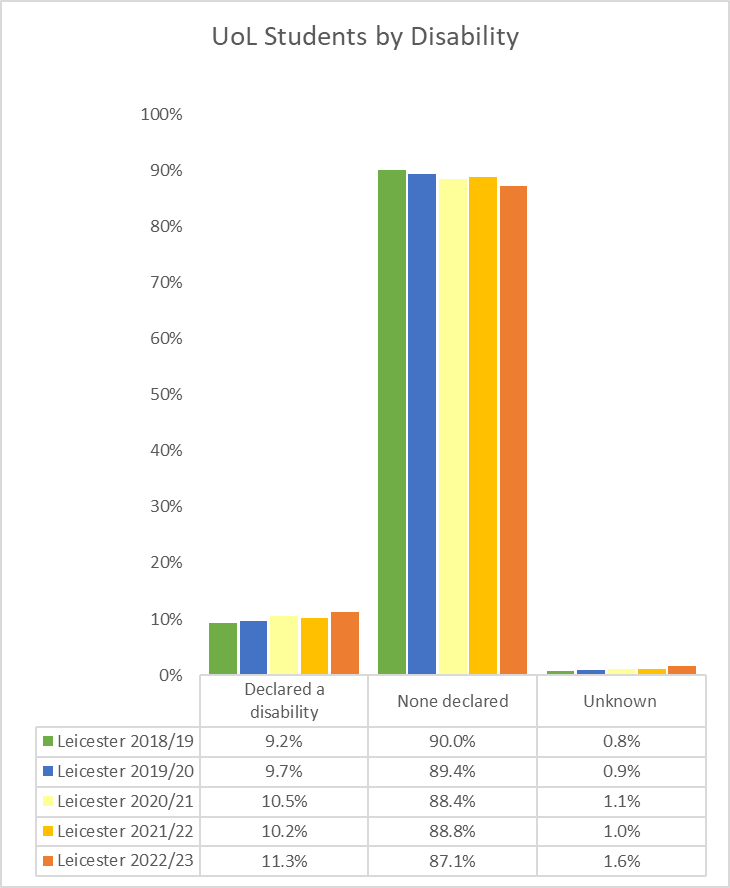 UoL Students by Disability
100%
90%
80%
70%
60%
50%
40%
30%
20%
10%
0%
Declared a
disability
None declared
Unknown
Leicester 2018/19 9.2% 90.0% 0.8%
Leicester 2019/20 9.7% 89.4% 0.9%
Leicester 2020/21 10.5% 88.4% 1.1%
Leicester 2021/22 10.2% 88.8% 1.0%
Leicester 2022/23 11.3% 87.1% 1.6%